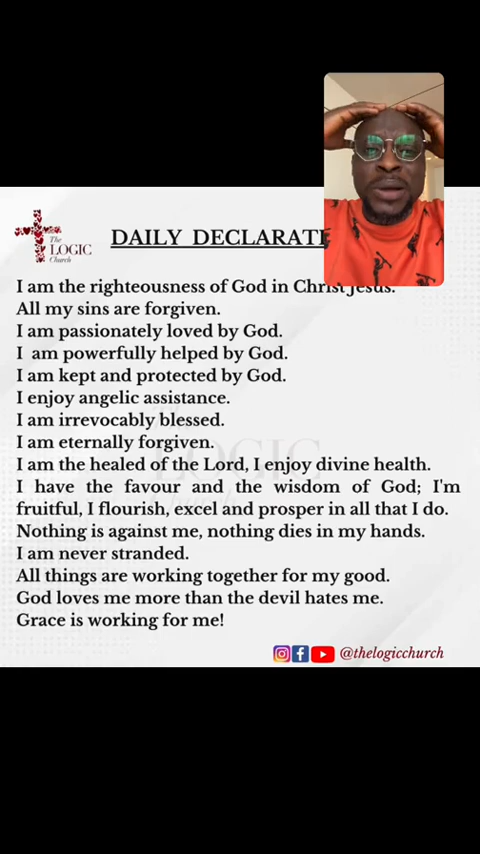 The
LOGIC
Church
DAILY DECLARATI
I am the righteousness of God in Christ Jesus.
All my sins are forgiven.
I am passionately loved by God.
I am powerfully helped by God.
I am kept and protected by God.
I enjoy angelic assistance.
I am irrevocably blessed.
I am eternally forgiven.
I am the healed of the Lord, I enjoy divine health.
I have the favour and the wisdom of God; I'm
fruitful, I flourish, excel and prosper in all that I do.
Nothing is against me, nothing dies in my hands.
I am never stranded.
All things are working together for my good.
God loves me more than the devil hates me.
Grace is working for me!
@thelogicchurch